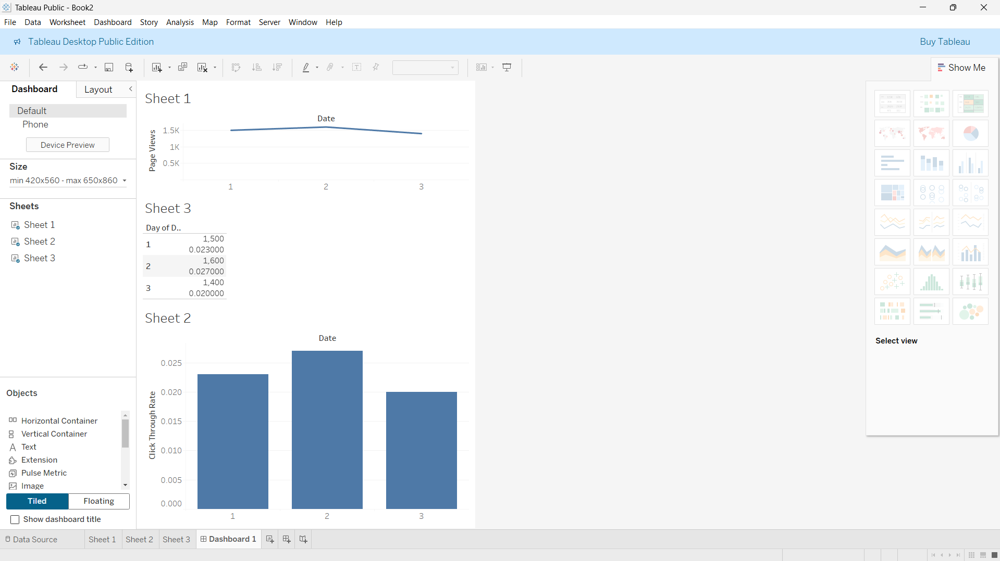 Tableau Public - Book2
File Data Worksheet Dashboard Story Analysis Map Format Server Window Help
Tableau Desktop Public Edition
Buy Tableau
Show Me
Dashboard
Layout
Default
Phone
Device Preview
Size
min 420x560 - max 650x860
Sheets
Sheet 1
Sheet 2
Sheet 3
Objects
Horizontal Container
Vertical Container
Text
Extension
Pulse Metric
Image
Tiled
Floating
Show dashboard title
Sheet 1
Date
Page Views
1.5K
1K
0.5K
1 2 3
Sheet 3
Day of D..
1
1,500
0.023000
2
1,600
0.027000
3
1,400
0.020000
Sheet 2
Date
Click Through Rate
0.025
0.020
0.015
0.010
0.005
0.000
1 2 3
Select view
Data Source
Sheet 1
Sheet 2
Sheet 3
Dashboard 1